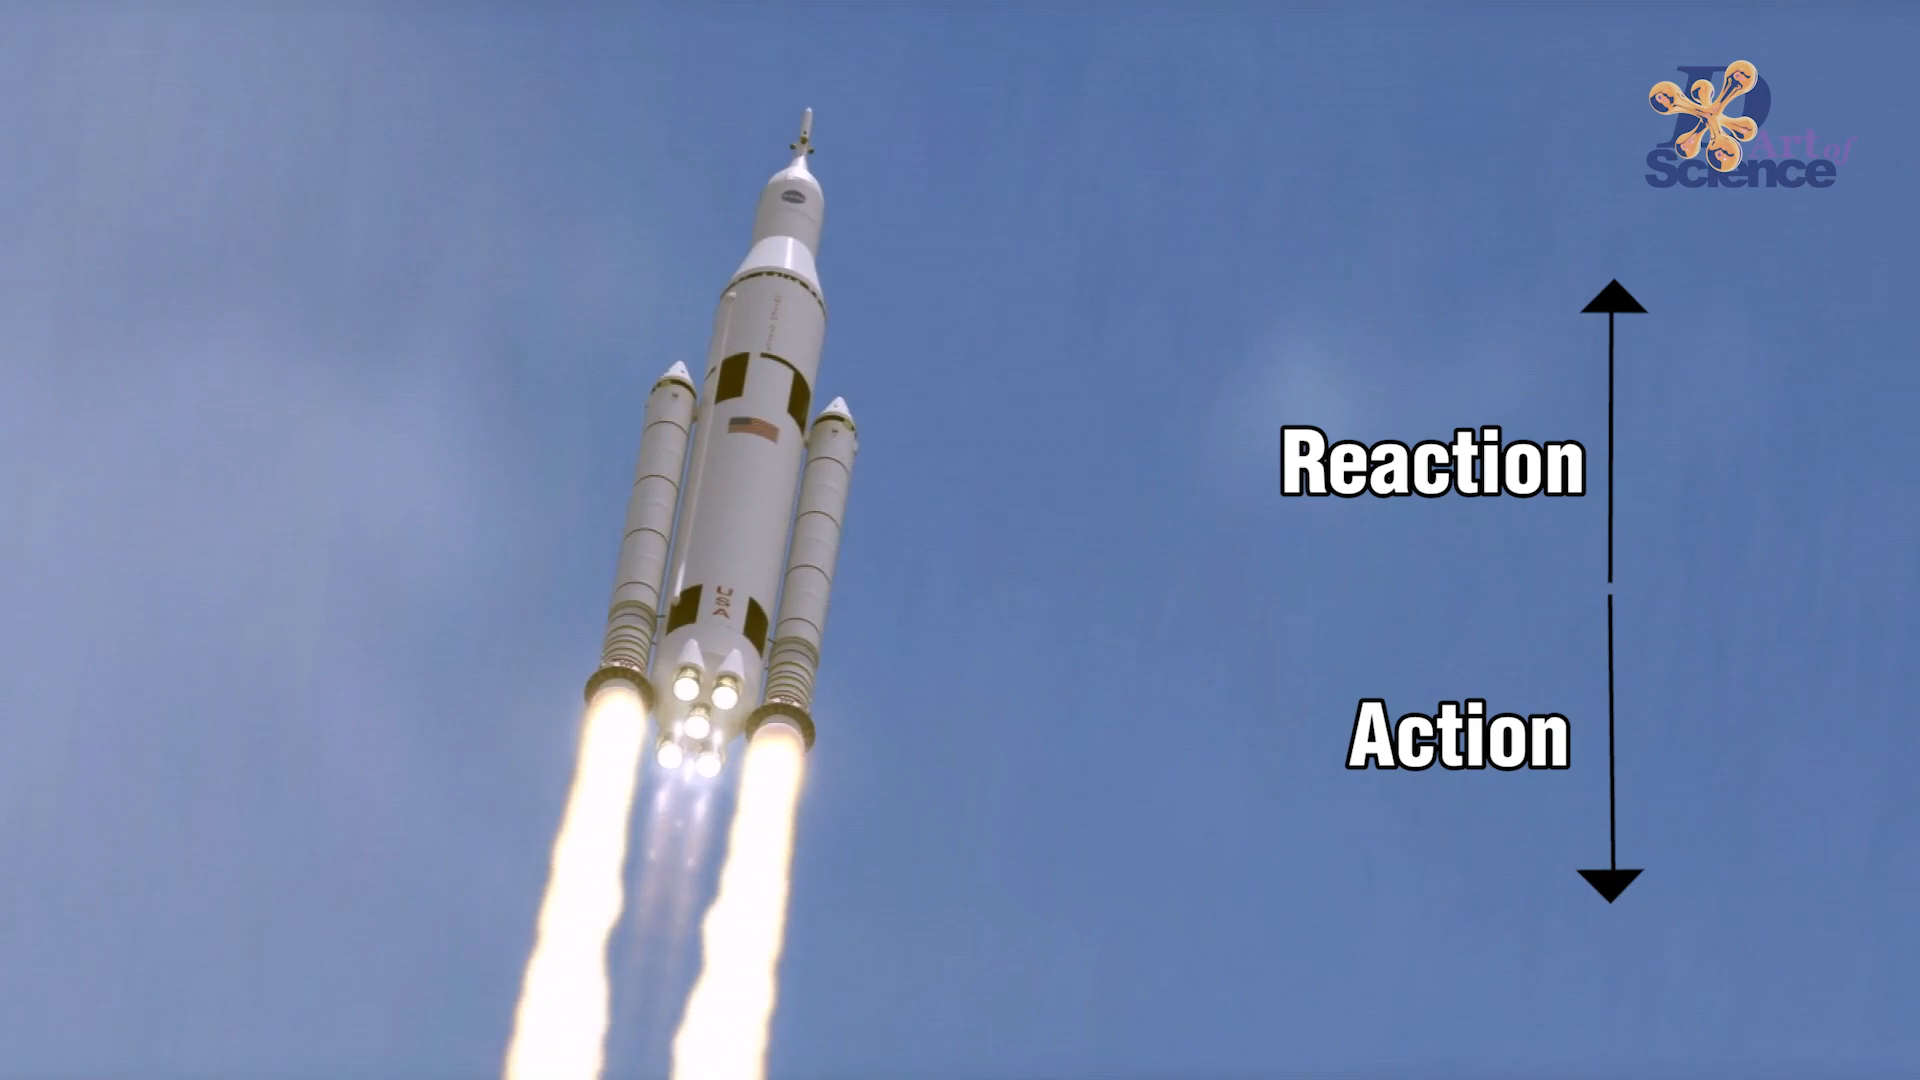 D
Art of
Science
Reaction
Action
USA